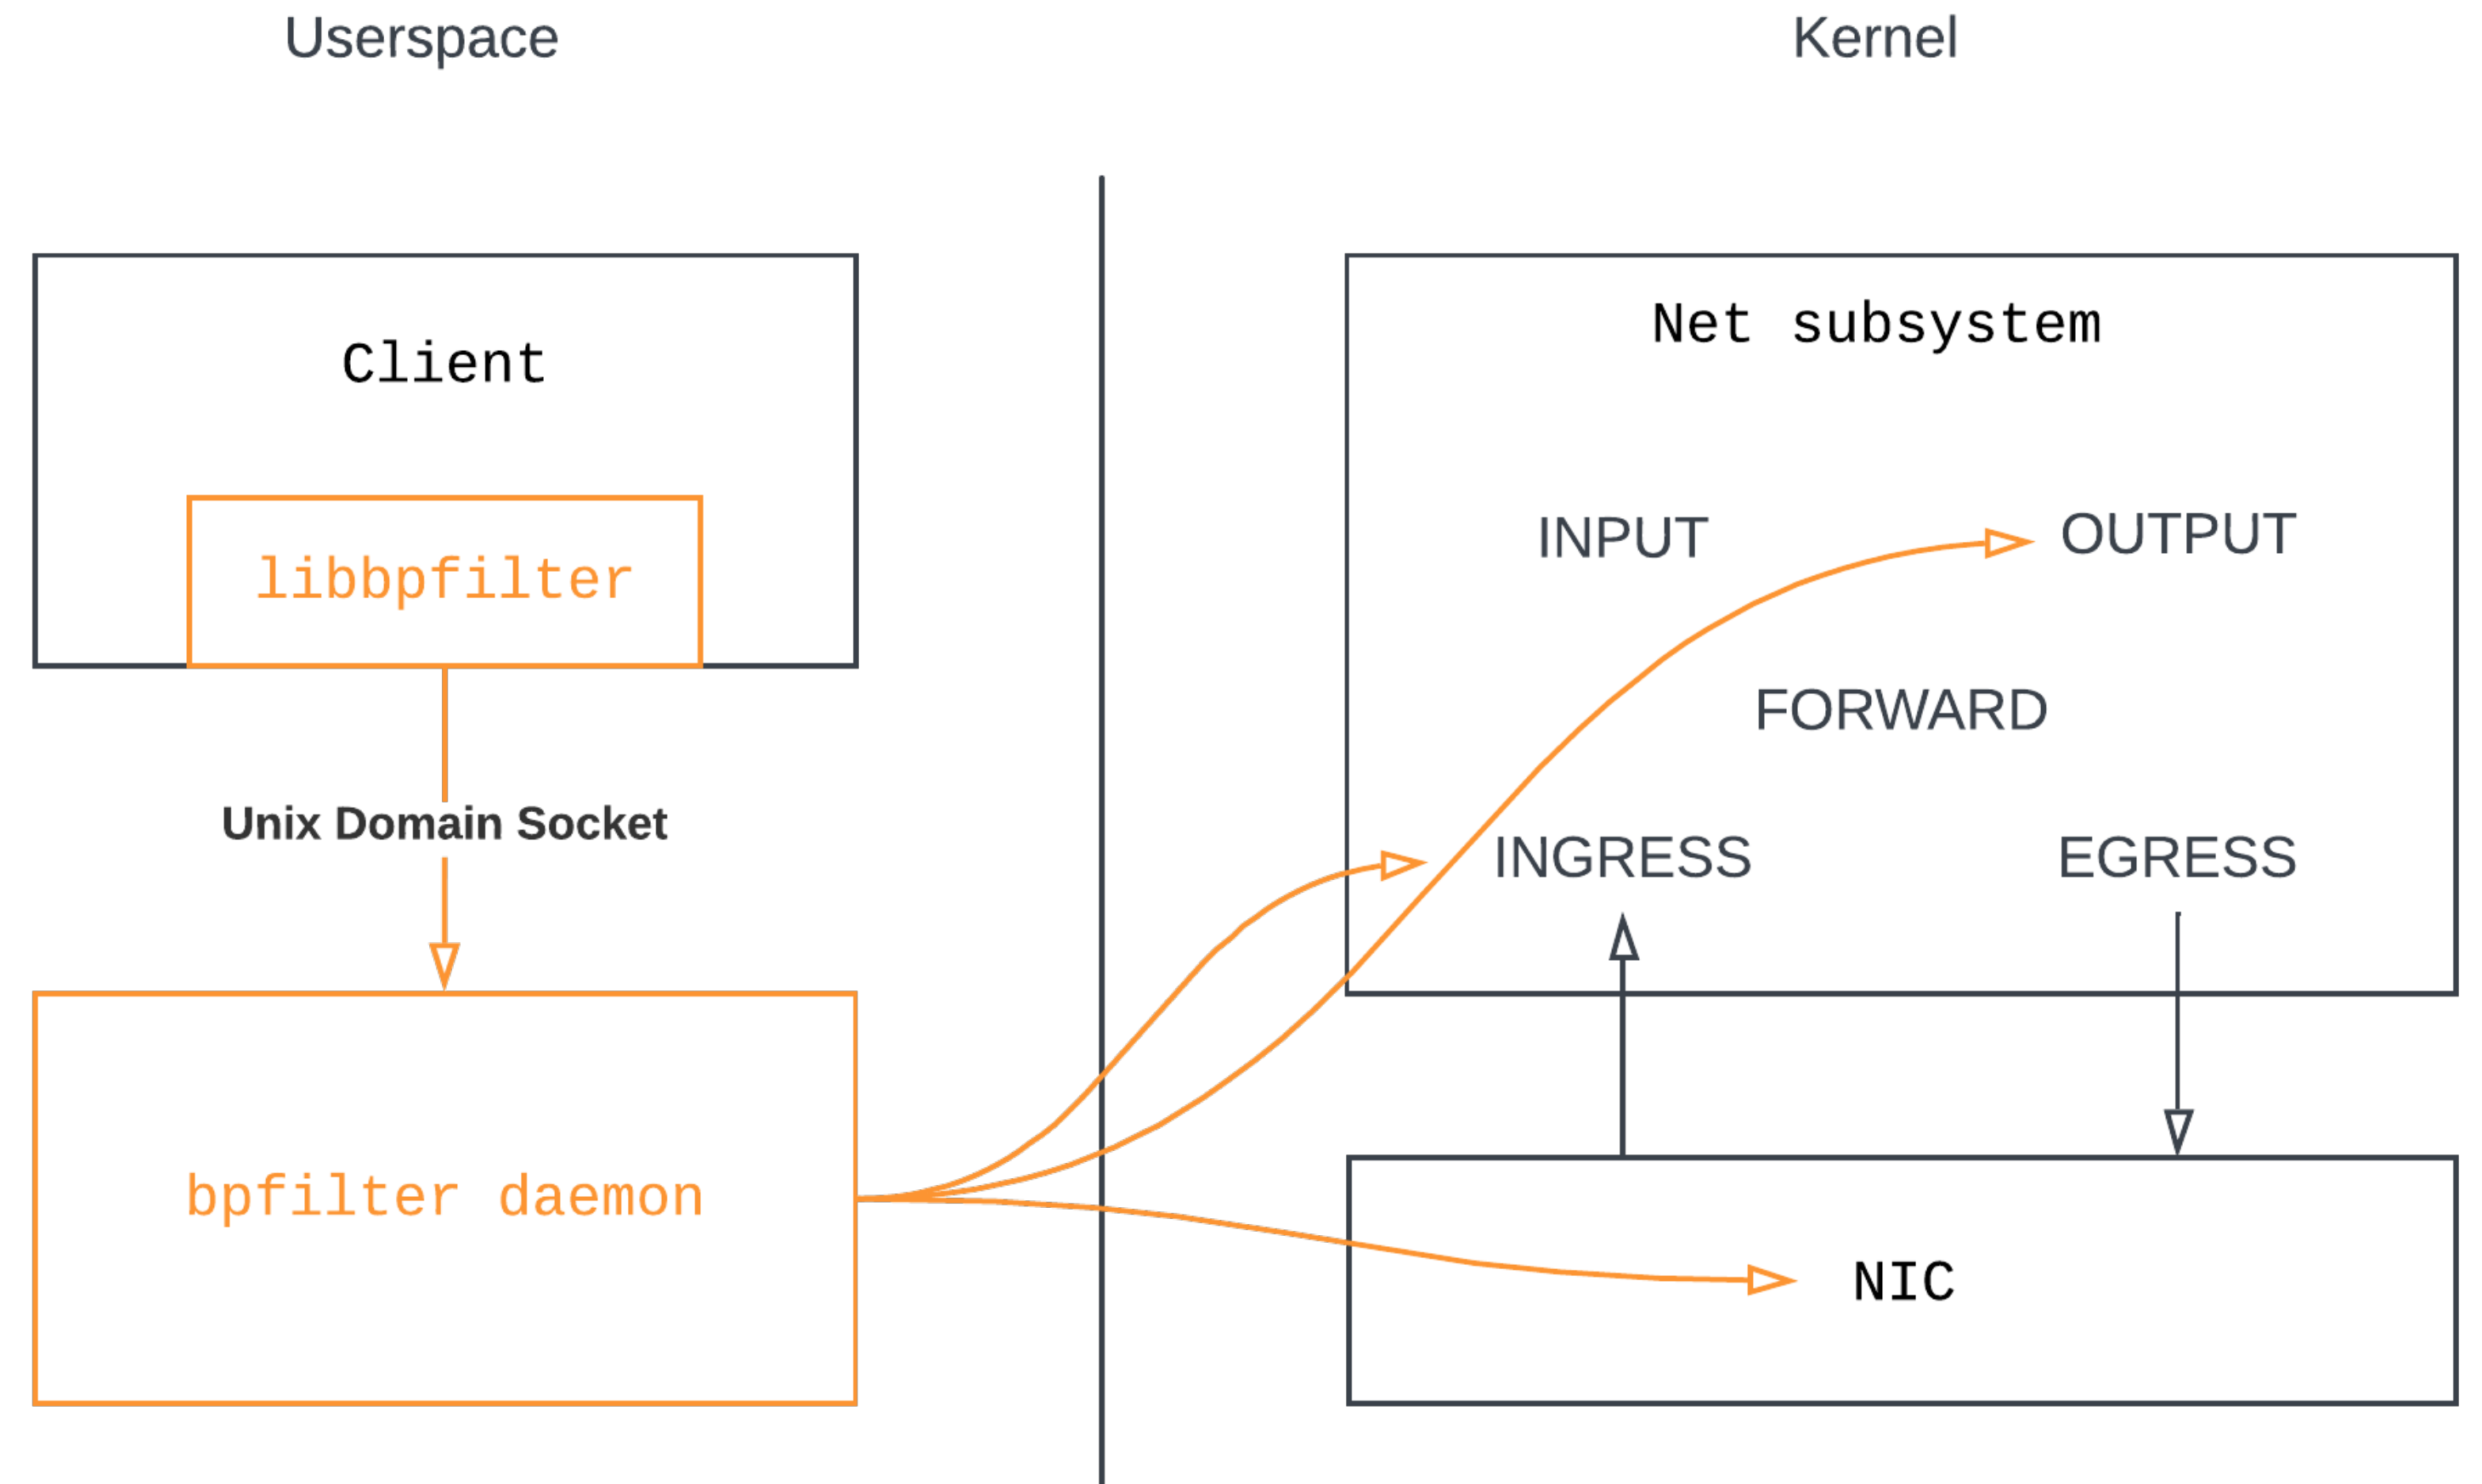 Userspace
Kernel
Client
libbpfilter
Unix Domain Socket
bpfilter daemon
Net subsystem
INPUT
OUTPUT
FORWARD
INGRESS
EGRESS
NIC